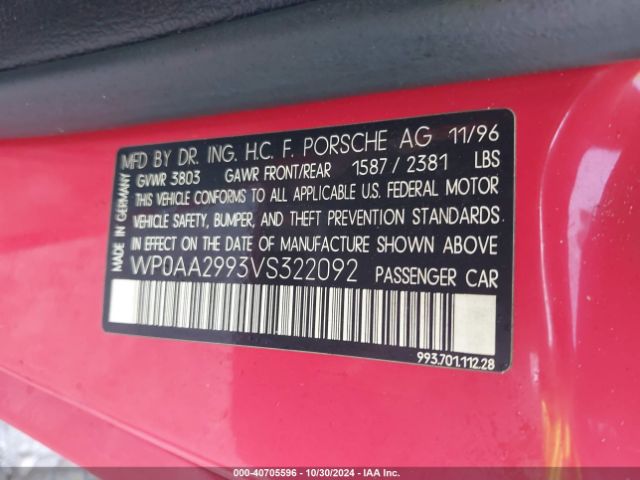 MFD BY DR. ING. H.C. F. PORSCHE AG 11/96
GVWR 3803 GAWR FRONT/REAR 1587 / 2381 LBS
THIS VEHICLE CONFORMS TO ALL APPLICABLE U.S. FEDERAL MOTOR
VEHICLE SAFETY, BUMPER, AND THEFT PREVENTION STANDARDS
IN EFFECT ON THE DATE OF MANUFACTURE SHOWN ABOVE
WP0AA2993VS322092 PASSENGER CAR
MADE IN GERMANY
993.701.112.28
000-40705596 - 10/30/2024 - IAA Inc.